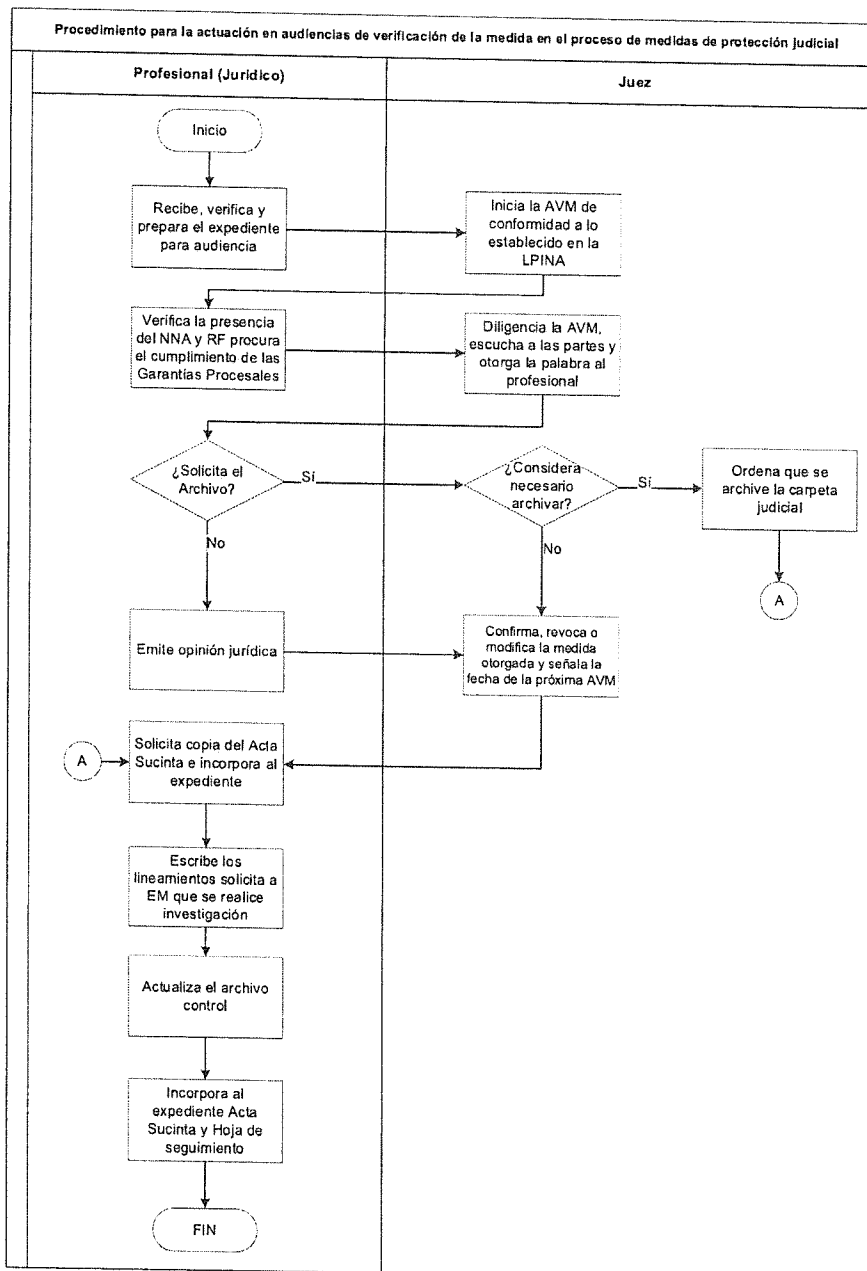 Procedimiento para la actuación en audiencias de verificación de la medida en el proceso de medidas de protección judicial
Profesional (Jurídico)
Juez
Inicio
Recibe, verifica y
prepara el expediente
para audiencia
Inicia la AVM de
conformidad a lo
establecido en la
LPINA
Verifica la presencia
del NNA y RF procura
el cumplimiento de las
Garantías Procesales
Diligencia la AVM,
escucha a las partes y
otorga la palabra al
profesional
¿Solicita el
Archivo?
Sí
¿Considera
necesario
archivar?
Sí
Ordena que se
archive la carpeta
judicial
No
No
A
Emite opinión jurídica
Confirma, revoca o
modifica la medida
otorgada y señala la
fecha de la próxima AVM
A
Solicita copia del Acta
Sucinta e incorpora al
expediente
Escribe los
lineamientos solicita a
EM que se realice
investigación
Actualiza el archivo
control
Incorpora al
expediente Acta
Sucinta y Hoja de
seguimiento
FIN